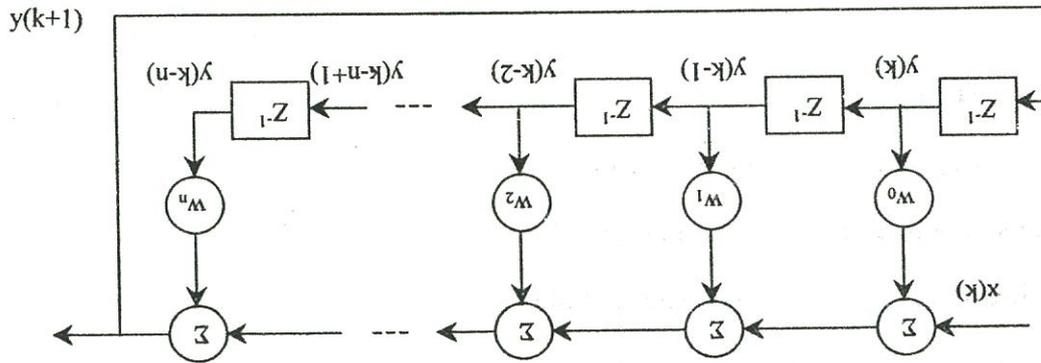 Σ Σ Σ --- Σ
x(k)
w₀ w₁ w₂ wₙ
Z⁻¹ Z⁻¹ Z⁻¹ --- Z⁻¹
y(k) y(k-1) y(k-2) y(k-n+1) y(k-n)
y(k+1)